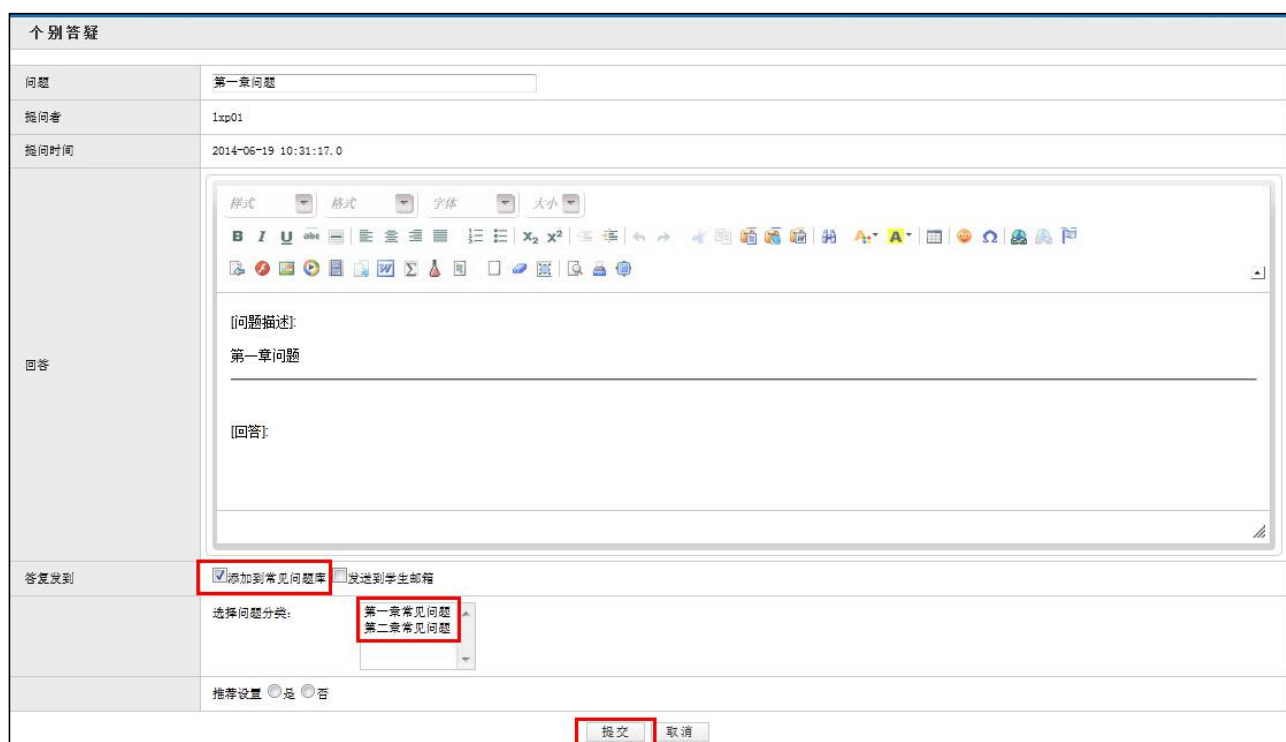 个别答疑
问题 第一章问题
提问者 lxp01
提问时间 2014-06-19 10:31:17.0
样式 格式 字体 大小
B I U abc X₂ X² A A Ω
W Σ
[问题描述]:
第一章问题
回答
[回答]:
答复发到 添加到常见问题库 发送到学生邮箱
选择问题分类： 第一章常见问题
第二章常见问题
推荐设置 是 否
提交 取消